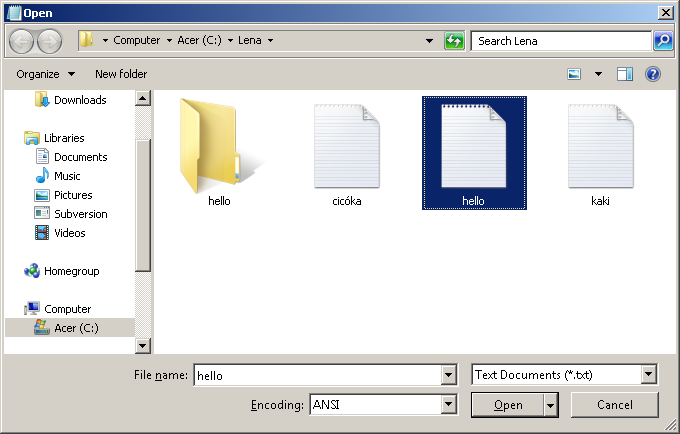 Open
Computer Acer (C:) Lena
Search Lena
Organize
New folder
Downloads
Libraries
Documents
Music
Pictures
Subversion
Videos
Homegroup
Computer
Acer (C:)
hello
cicóka
hello
kaki
File name:
hello
Text Documents (*.txt)
Encoding:
ANSI
Open
Cancel